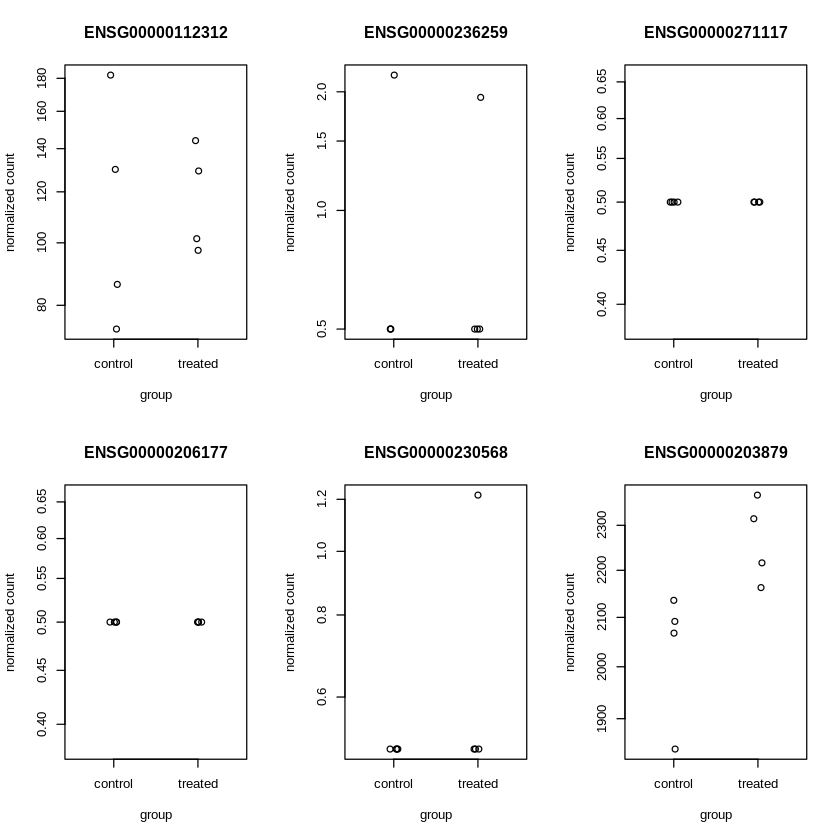 ENSG00000112312
normalized count
180
160
140
120
100
80
control treated
group
ENSG00000236259
normalized count
2.0
1.5
1.0
0.5
control treated
group
ENSG00000271117
normalized count
0.65
0.60
0.55
0.50
0.45
0.40
control treated
group
ENSG00000206177
normalized count
0.65
0.60
0.55
0.50
0.45
0.40
control treated
group
ENSG00000230568
normalized count
1.2
1.0
0.8
0.6
control treated
group
ENSG00000203879
normalized count
2300
2200
2100
2000
1900
control treated
group